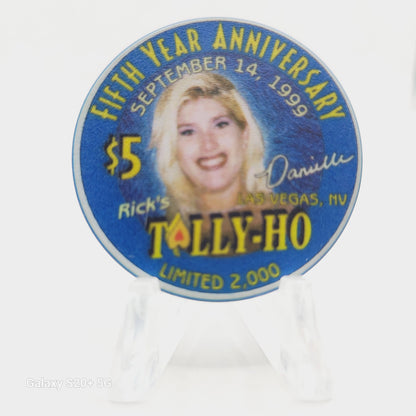 FIFTH YEAR ANNIVERSARY
SEPTEMBER 14, 1999
$5
Danielle
Rick's
LAS VEGAS, NV
TALLY-HO
LIMITED 2,000
Galaxy S20+ 5G